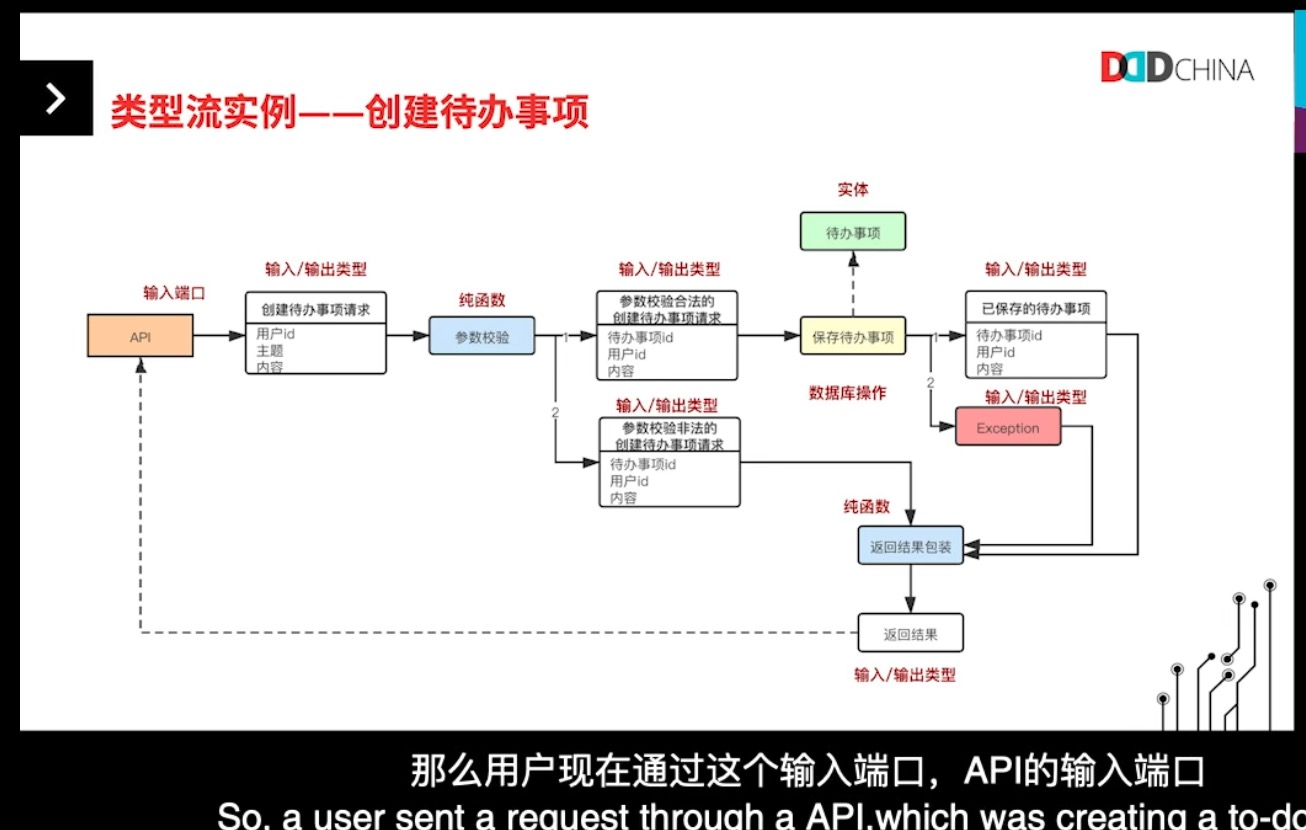 DDDCHINA
类型流实例——创建待办事项
实体
待办事项
输入/输出类型
输入/输出类型
输入/输出类型
输入端口
纯函数
API
创建待办事项请求
用户id
主题
内容
参数校验
1
2
参数校验合法的
创建待办事项请求
待办事项id
用户id
内容
保存待办事项
数据库操作
1
2
已保存的待办事项
待办事项id
用户id
内容
输入/输出类型
Exception
输入/输出类型
参数校验非法的
创建待办事项请求
待办事项id
用户id
内容
纯函数
返回结果包装
返回结果
输入/输出类型
那么用户现在通过这个输入端口，API的输入端口
So, a user sent a request through a API,which was creating a to-do